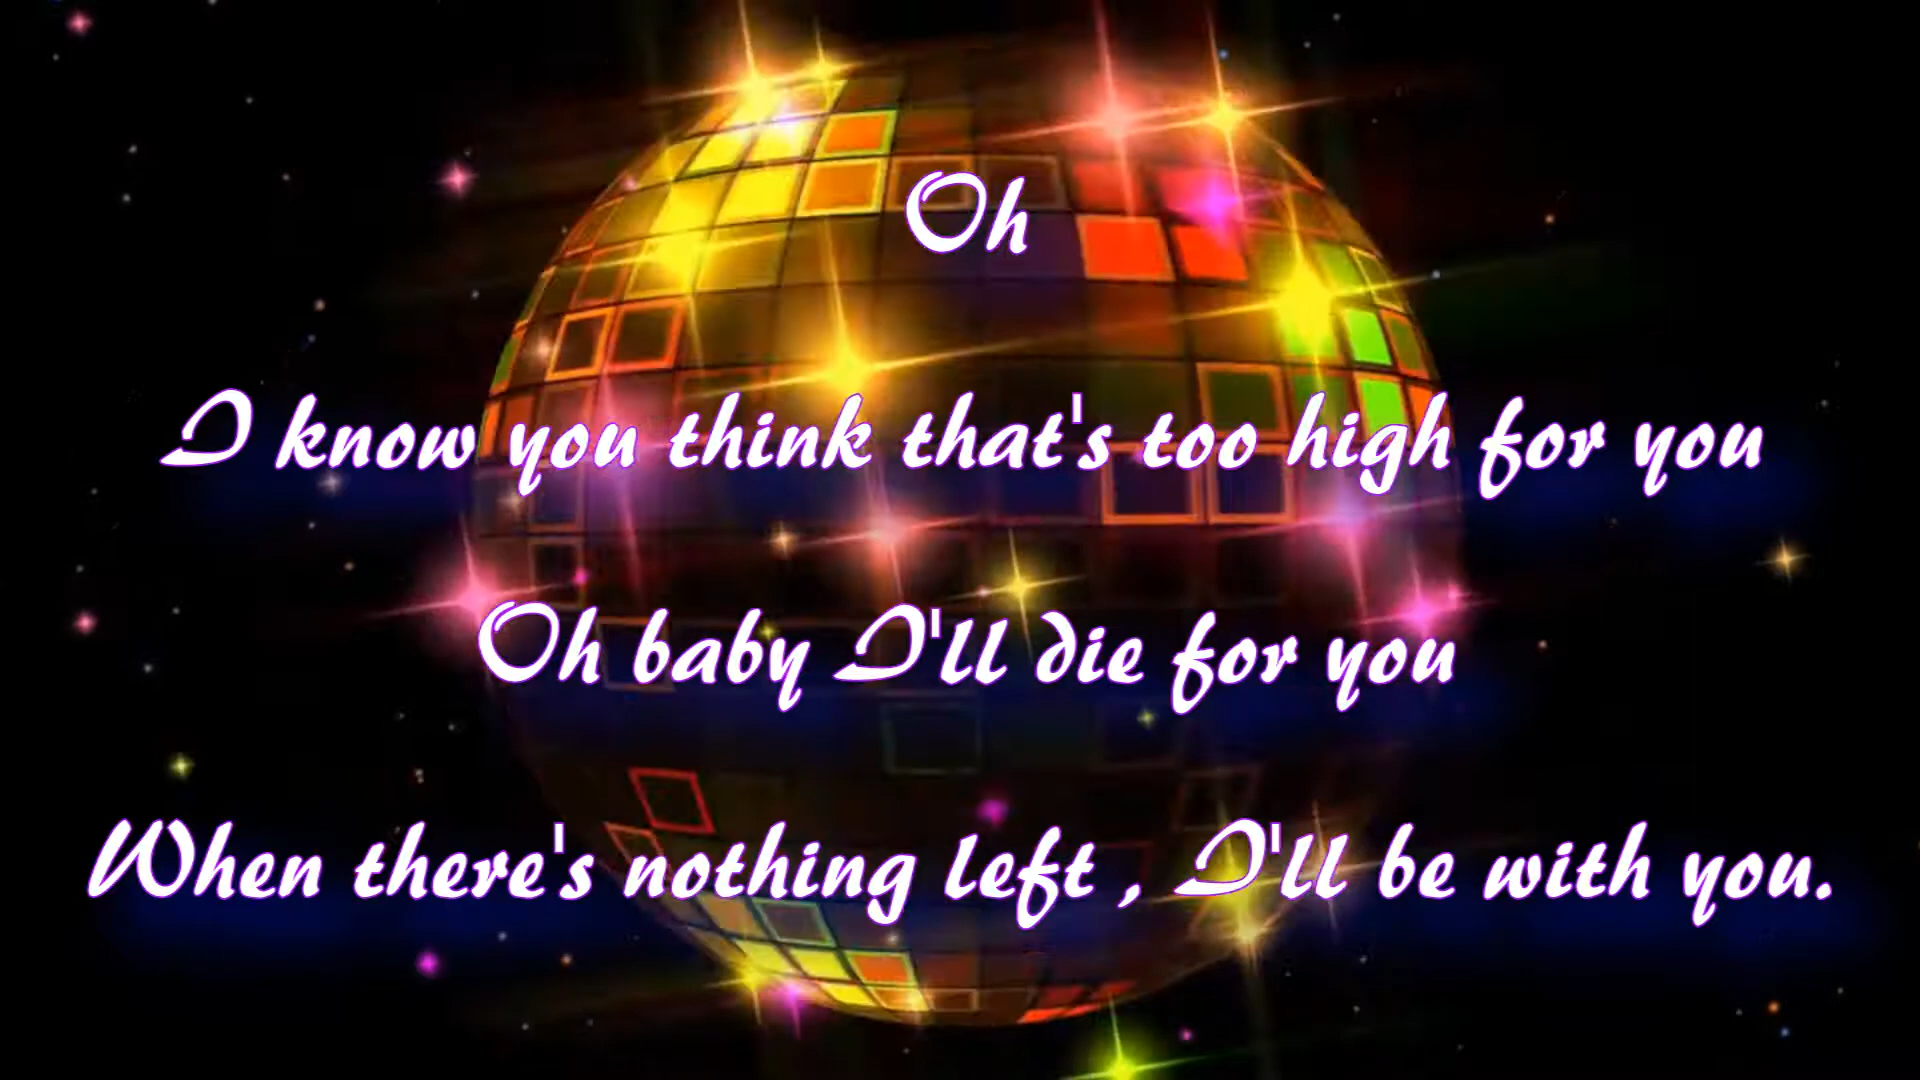 Oh
I know you think that's too high for you
Oh baby I'll die for you
When there's nothing left , I'll be with you.